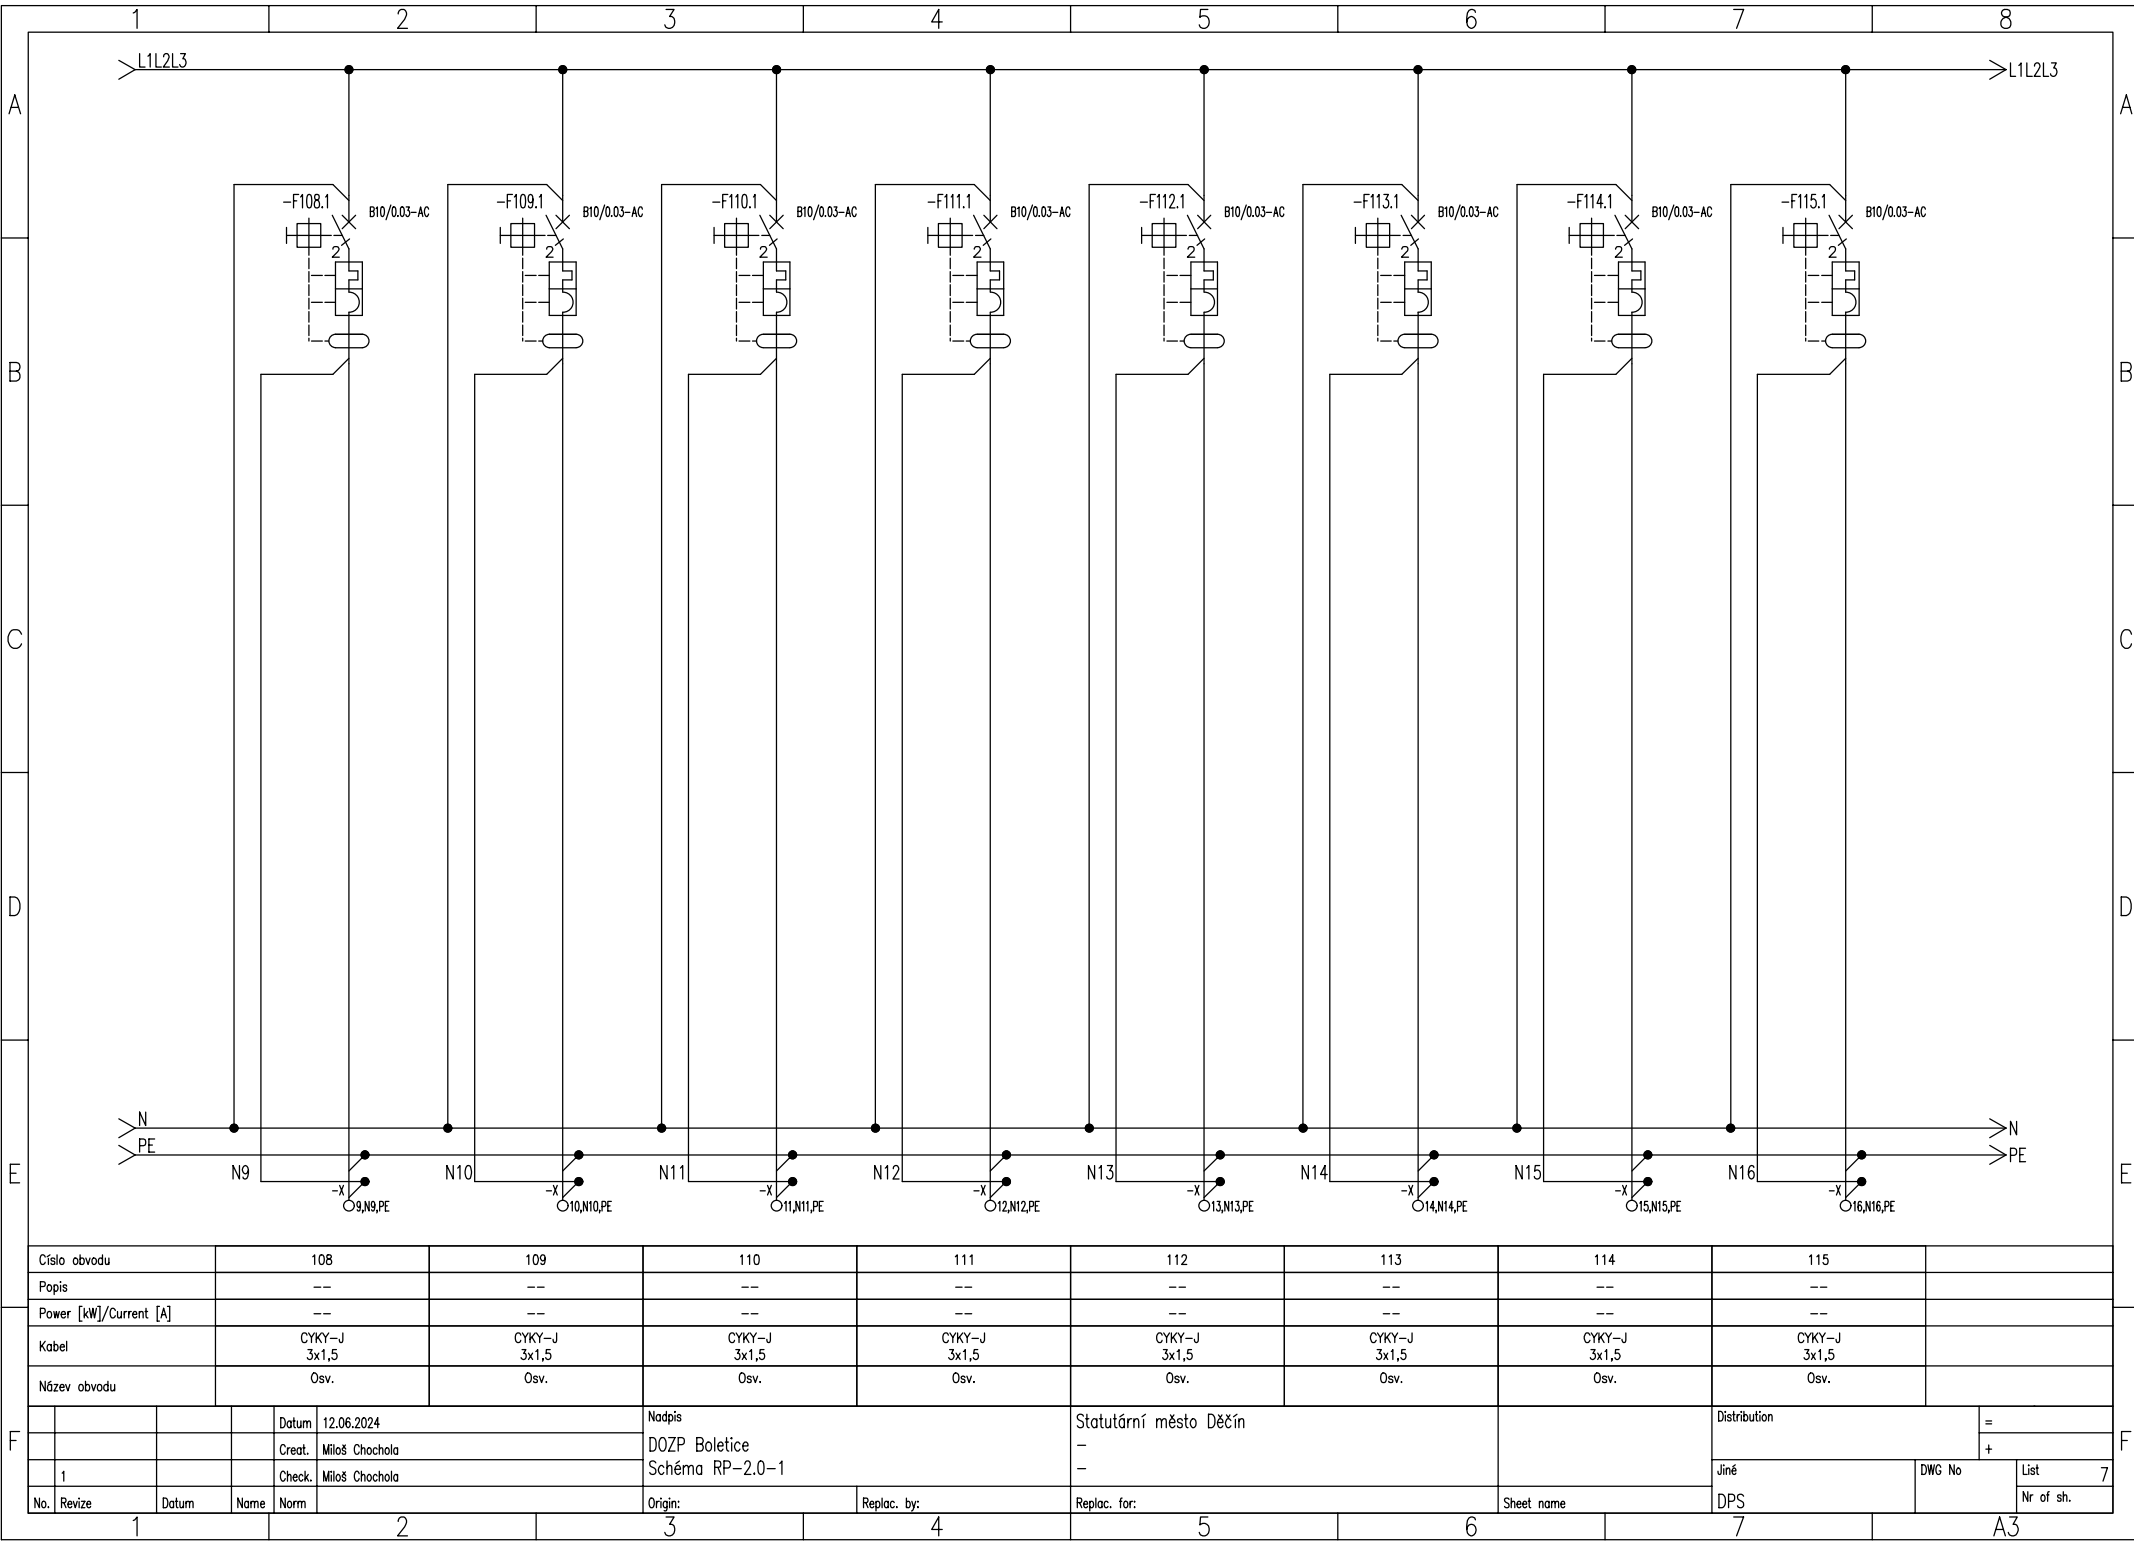 1 2 3 4 5 6 7 8
L1L2L3 L1L2L3
A A
-F108.1 B10/0.03-AC -F109.1 B10/0.03-AC -F110.1 B10/0.03-AC -F111.1 B10/0.03-AC -F112.1 B10/0.03-AC -F113.1 B10/0.03-AC -F114.1 B10/0.03-AC -F115.1 B10/0.03-AC
2 2 2 2 2 2 2 2
B B
C C
D D
N N
PE PE
E N9 N10 N11 N12 N13 N14 N15 N16 E
-X -X -X -X -X -X -X -X
9,N9,PE 10,N10,PE 11,N11,PE 12,N12,PE 13,N13,PE 14,N14,PE 15,N15,PE 16,N16,PE
Císlo obvodu 108 109 110 111 112 113 114 115
Popis -- -- -- -- -- -- -- --
Power [kW]/Current [A] -- -- -- -- -- -- -- --
Kabel CYKY-J CYKY-J CYKY-J CYKY-J CYKY-J CYKY-J CYKY-J CYKY-J
3x1,5 3x1,5 3x1,5 3x1,5 3x1,5 3x1,5 3x1,5 3x1,5
Název obvodu Osv. Osv. Osv. Osv. Osv. Osv. Osv. Osv.
Datum 12.06.2024 Nadpis Statutární město Děčín Distribution =
F Creat. Miloš Chochola DOZP Boletice - + F
1 Check. Miloš Chochola Schéma RP-2.0-1 - Jiné DWG No List 7
No. Revize Datum Name Norm Origin: Replac. by: Replac. for: Sheet name DPS Nr of sh.
1 2 3 4 5 6 7 A3